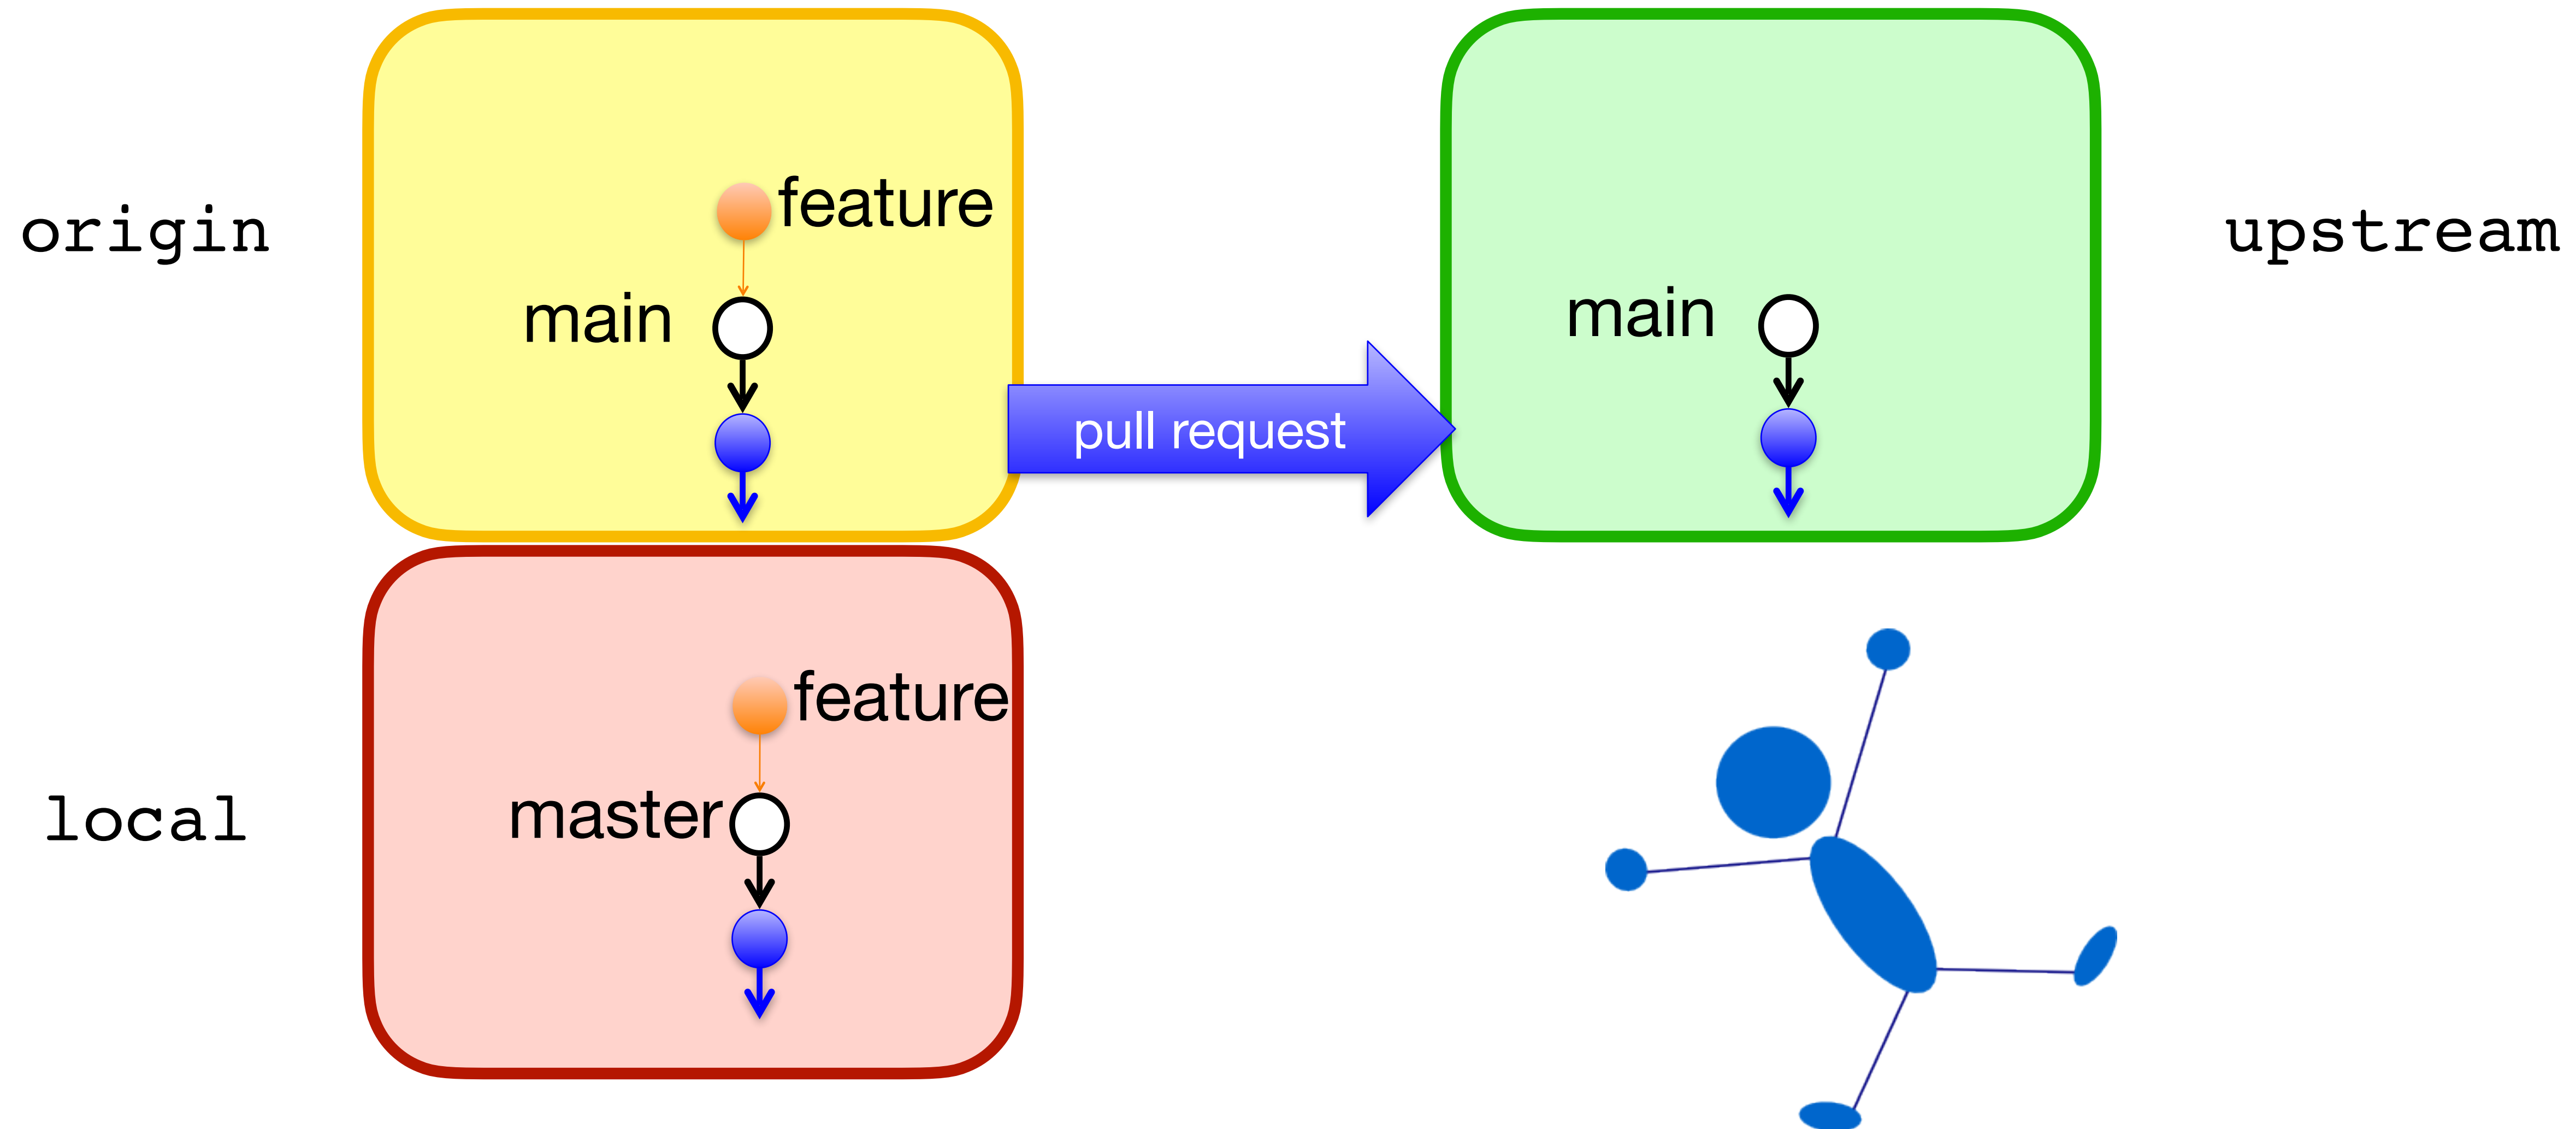 origin
feature
main
pull request
main
upstream
local
feature
master